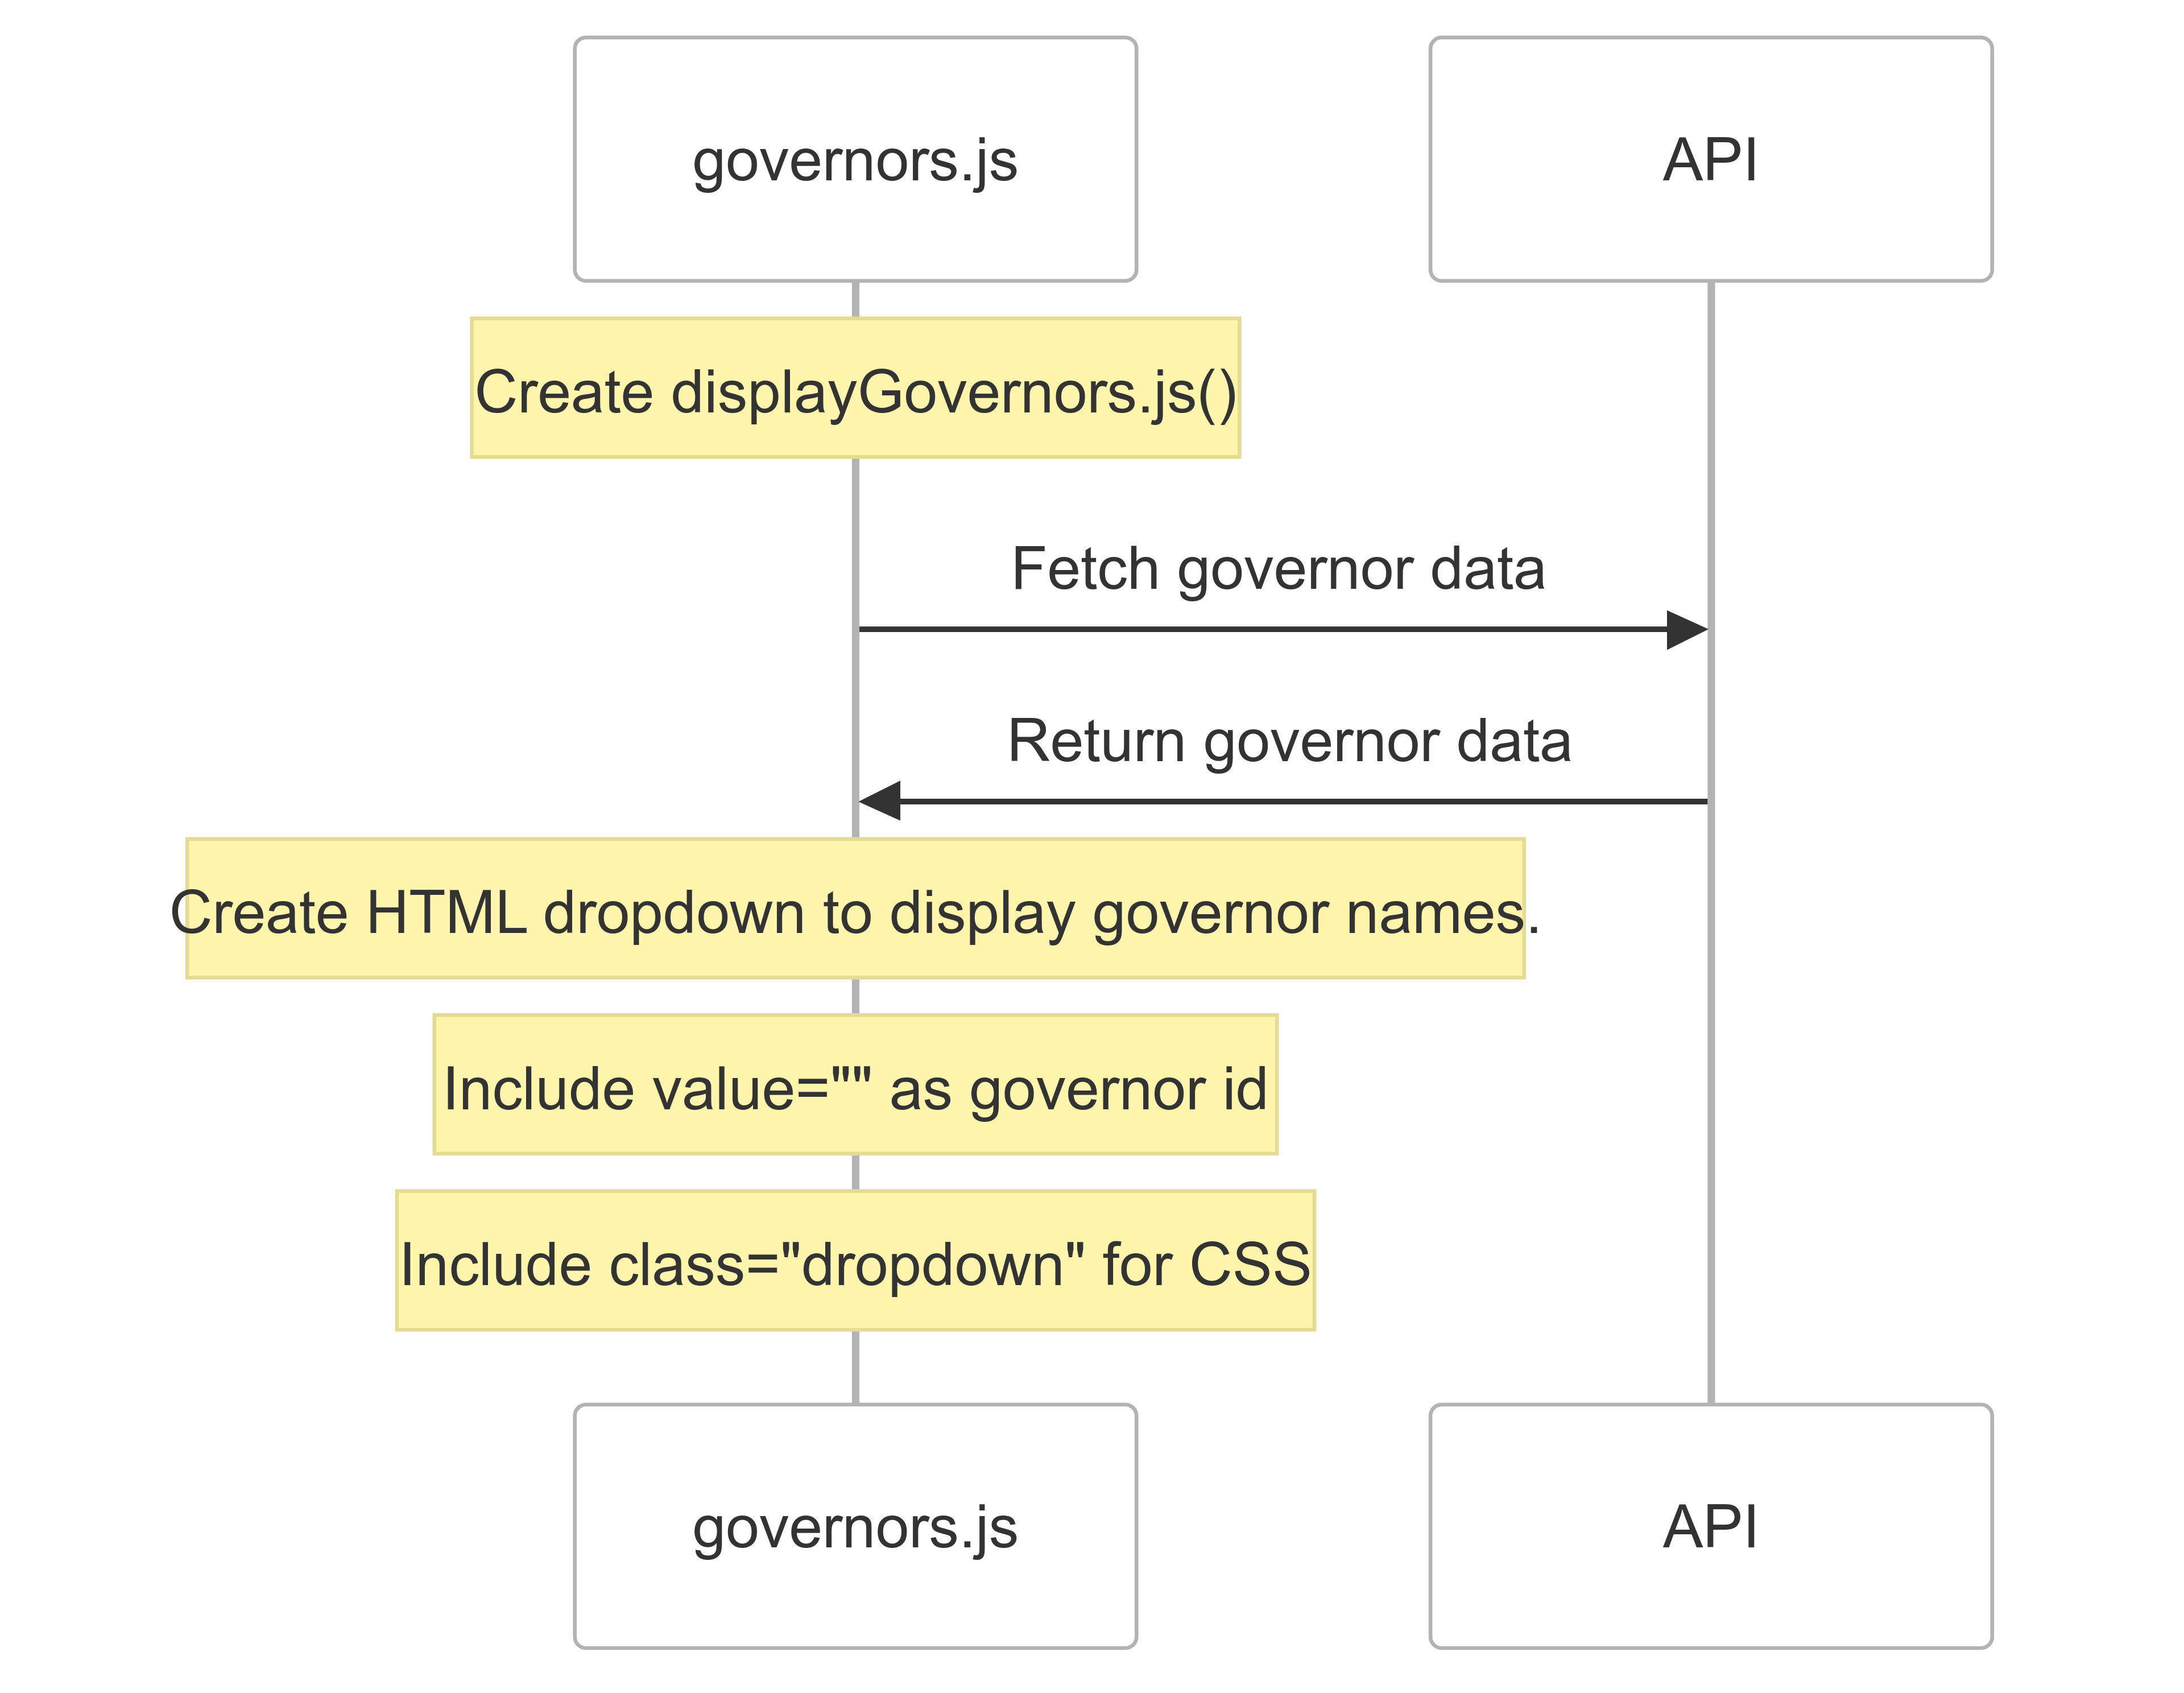 governors.js
API
Create displayGovernors.js()
Fetch governor data
Return governor data
Create HTML dropdown to display governor names.
Include value="" as governor id
Include class="dropdown" for CSS
governors.js
API